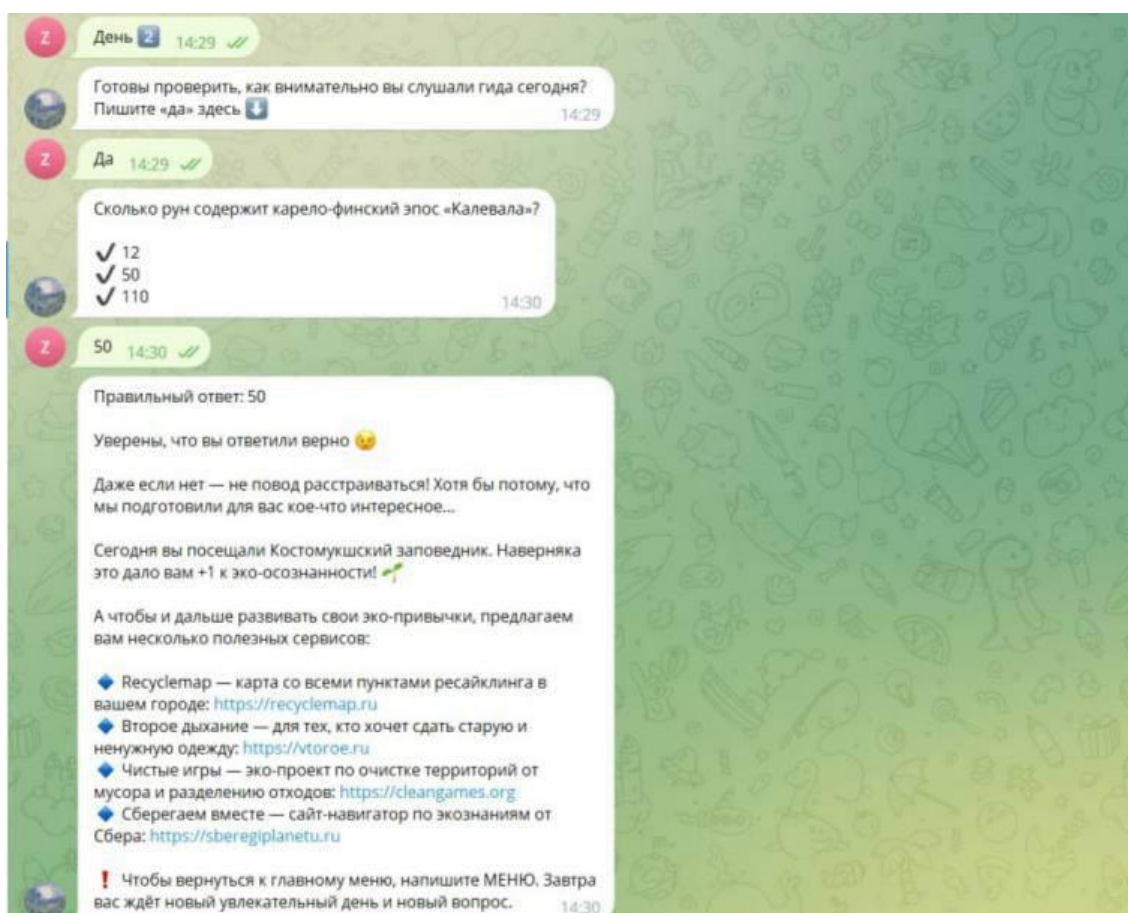 Z
День 2 14:29
Готовы проверить, как внимательно вы слушали гида сегодня?
Пишите «да» здесь ⬇️
14:29
Z
Да 14:29
Сколько рун содержит карело-финский эпос «Калевала»?
✔ 12
✔ 50
✔ 110
14:30
Z
50 14:30
Правильный ответ: 50
Уверены, что вы ответили верно 😉
Даже если нет — не повод расстраиваться! Хотя бы потому, что
мы подготовили для вас кое-что интересное...
Сегодня вы посещали Костомукшский заповедник. Наверняка
это дало вам +1 к эко-осознанности! 🌱
А чтобы и дальше развивать свои эко-привычки, предлагаем
вам несколько полезных сервисов:
🔹 Recyclemap — карта со всеми пунктами ресайклинга в
вашем городе: https://recyclemap.ru
🔹 Второе дыхание — для тех, кто хочет сдать старую и
ненужную одежду: https://vtoroe.ru
🔹 Чистые игры — эко-проект по очистке территорий от
мусора и разделению отходов: https://cleangames.org
🔹 Сберегаем вместе — сайт-навигатор по экознаниям от
Сбера: https://sberegiplanetu.ru
❗ Чтобы вернуться к главному меню, напишите МЕНЮ. Завтра
вас ждёт новый увлекательный день и новый вопрос.
14:30